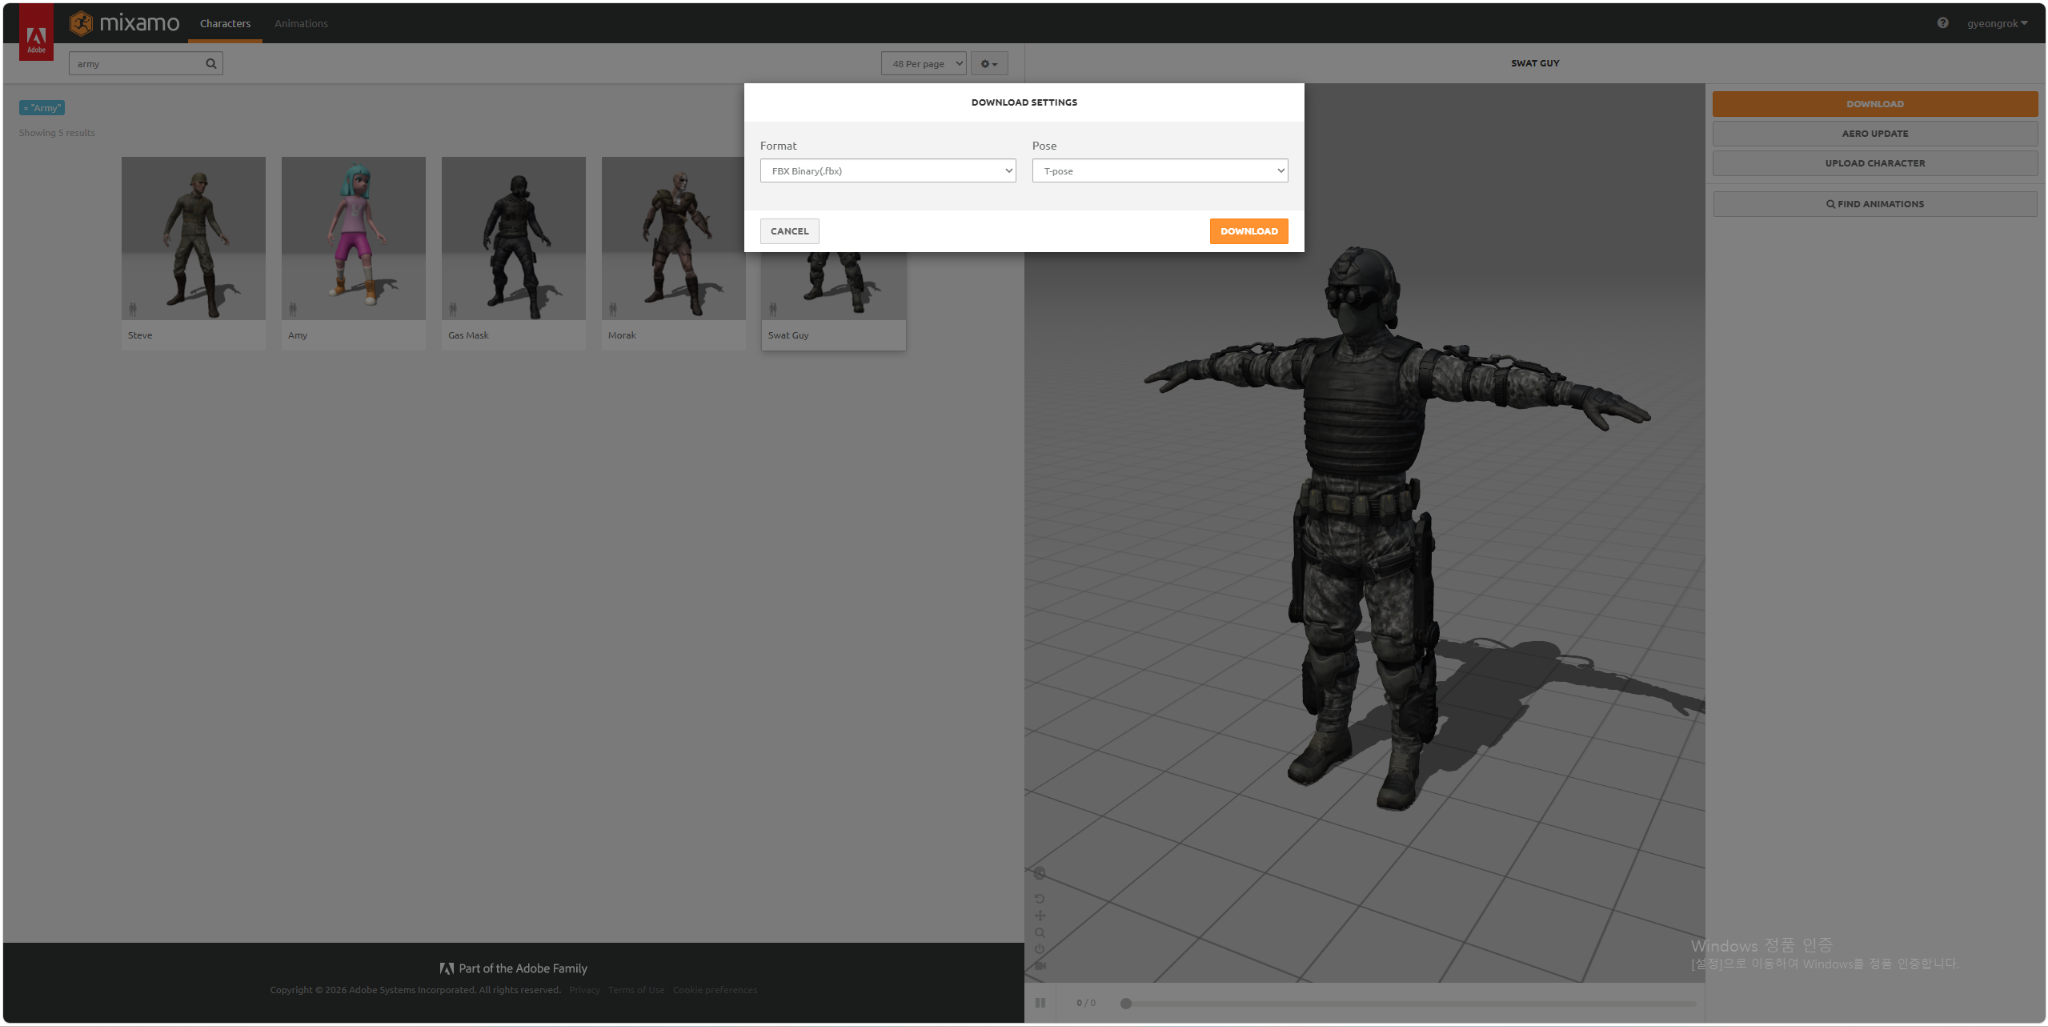 Adobe
mixamo
Characters
Animations
gyeongrok
army
48 Per page
SWAT GUY
= "Army"
Showing 5 results
DOWNLOAD SETTINGS
Format
Pose
FBX Binary(.fbx)
T-pose
CANCEL
DOWNLOAD
DOWNLOAD
AERO UPDATE
UPLOAD CHARACTER
FIND ANIMATIONS
Steve
Amy
Gas Mask
Morak
Swat Guy
Windows 정품 인증
[설정]으로 이동하여 Windows를 정품 인증합니다.
Part of the Adobe Family
Copyright © 2026 Adobe Systems Incorporated. All rights reserved. Privacy Terms of Use Cookie preferences
0 / 0